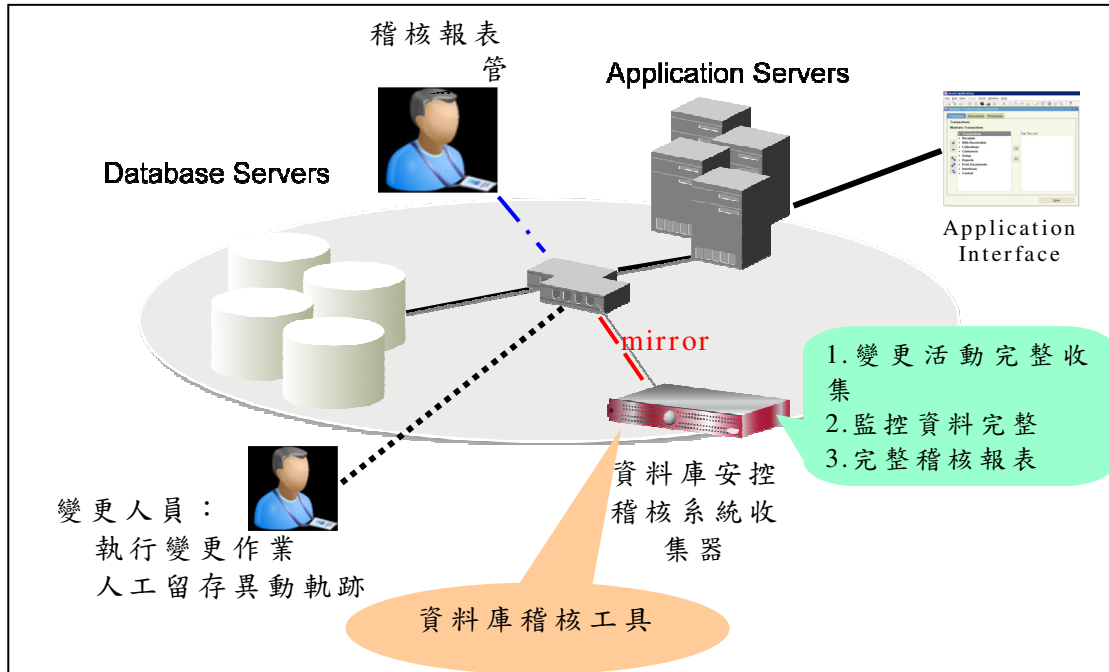 稽核報表
管
Application Servers
Database Servers
Application
Interface
mirror
1.變更活動完整收
集
2.監控資料完整
3.完整稽核報表
資料庫安控
稽核系統收
集器
變更人員：
執行變更作業
人工留存異動軌跡
資料庫稽核工具